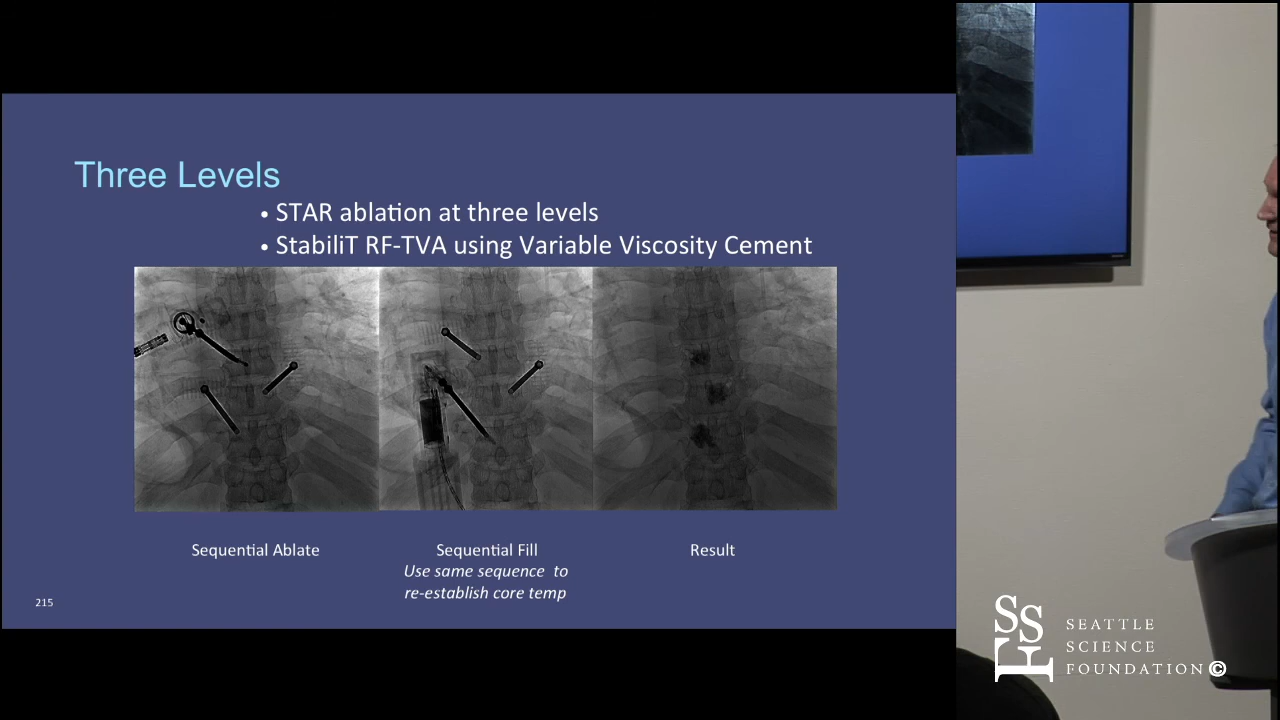 Three Levels
• STAR ablation at three levels
• StabiliT RF-TVA using Variable Viscosity Cement
Sequential Ablate
Sequential Fill
Use same sequence to
re-establish core temp
Result
215
SSF
SEATTLE
SCIENCE
FOUNDATION©